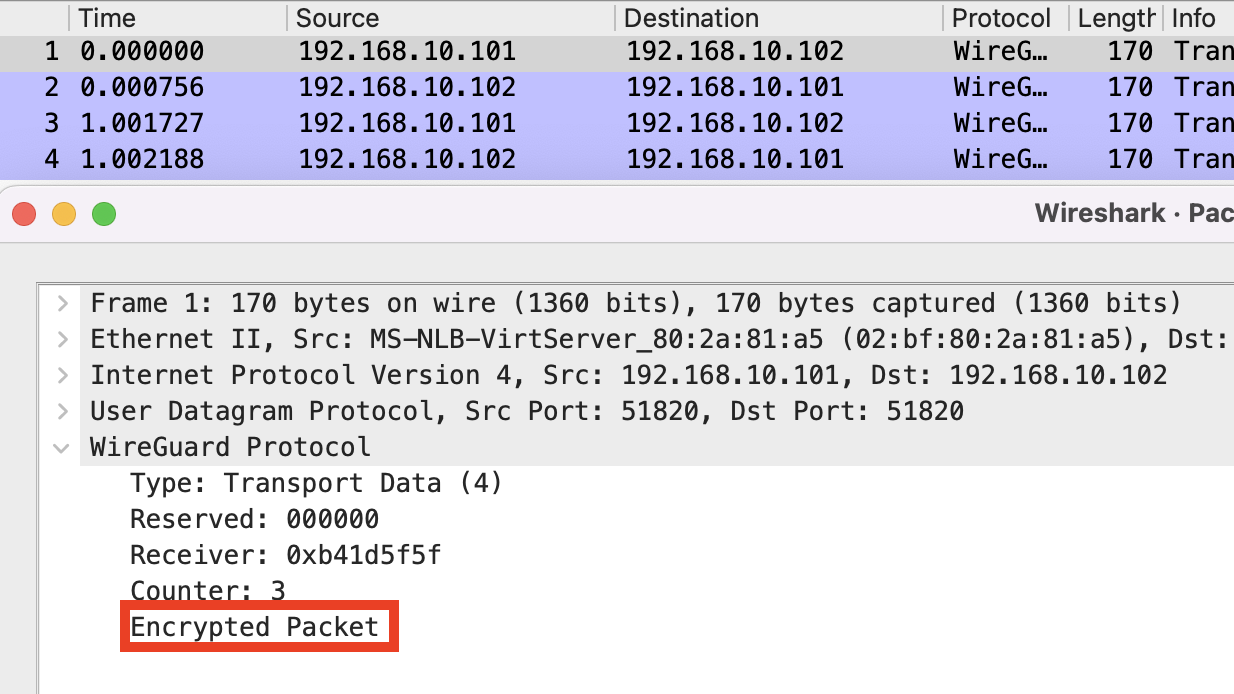 Time Source Destination Protocol Length Info
1 0.000000 192.168.10.101 192.168.10.102 WireG… 170 Tran
2 0.000756 192.168.10.102 192.168.10.101 WireG… 170 Tran
3 1.001727 192.168.10.101 192.168.10.102 WireG… 170 Tran
4 1.002188 192.168.10.102 192.168.10.101 WireG… 170 Tran
Wireshark · Pac
Frame 1: 170 bytes on wire (1360 bits), 170 bytes captured (1360 bits)
Ethernet II, Src: MS-NLB-VirtServer_80:2a:81:a5 (02:bf:80:2a:81:a5), Dst:
Internet Protocol Version 4, Src: 192.168.10.101, Dst: 192.168.10.102
User Datagram Protocol, Src Port: 51820, Dst Port: 51820
WireGuard Protocol
Type: Transport Data (4)
Reserved: 000000
Receiver: 0xb41d5f5f
Counter: 3
Encrypted Packet